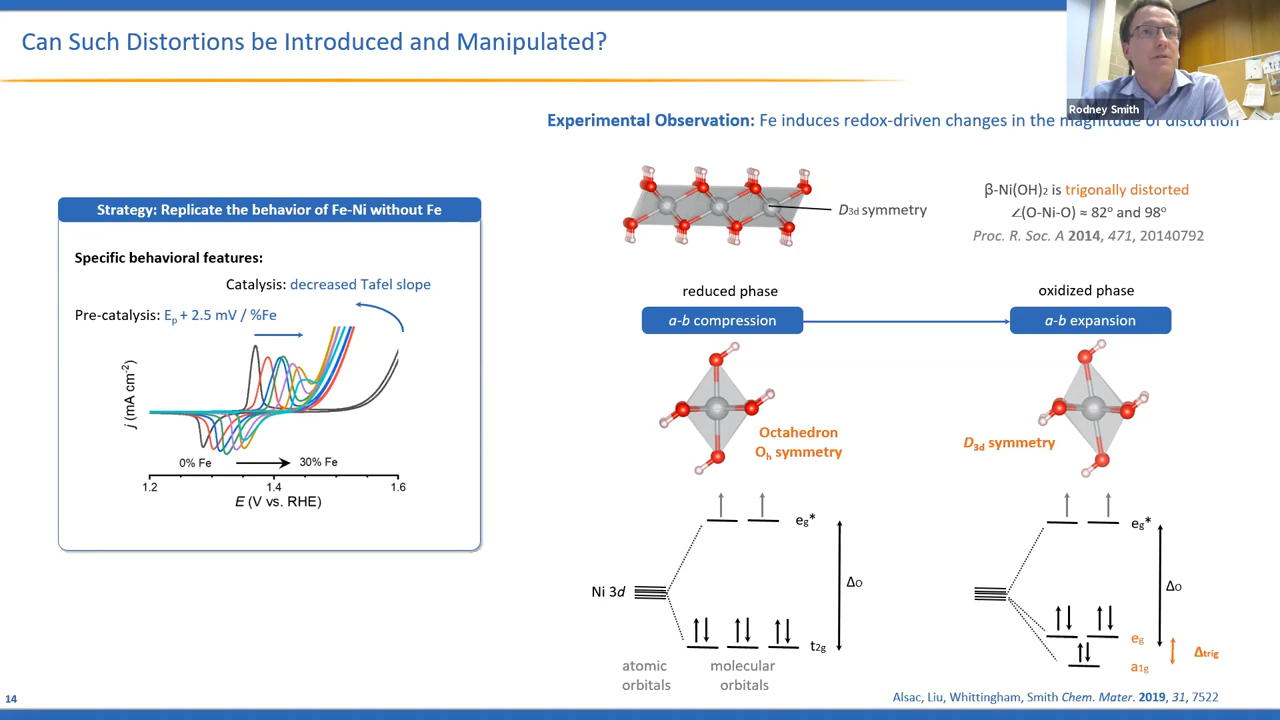 Can Such Distortions be Introduced and Manipulated?
Rodney Smith
Experimental Observation: Fe induces redox-driven changes in the magnitude of distortion
Strategy: Replicate the behavior of Fe-Ni without Fe
Specific behavioral features:
Catalysis: decreased Tafel slope
Pre-catalysis: Ep + 2.5 mV / %Fe
j (mA cm-2)
0% Fe
30% Fe
1.2
1.4
1.6
E (V vs. RHE)
D3d symmetry
β-Ni(OH)2 is trigonally distorted
∠(O-Ni-O) ≈ 82o and 98o
Proc. R. Soc. A 2014, 471, 20140792
reduced phase
oxidized phase
a-b compression
a-b expansion
Octahedron
Oh symmetry
D3d symmetry
eg*
ΔO
Ni 3d
t2g
atomic
orbitals
molecular
orbitals
eg*
ΔO
eg
Δtrig
a1g
14
Alsac, Liu, Whittingham, Smith Chem. Mater. 2019, 31, 7522